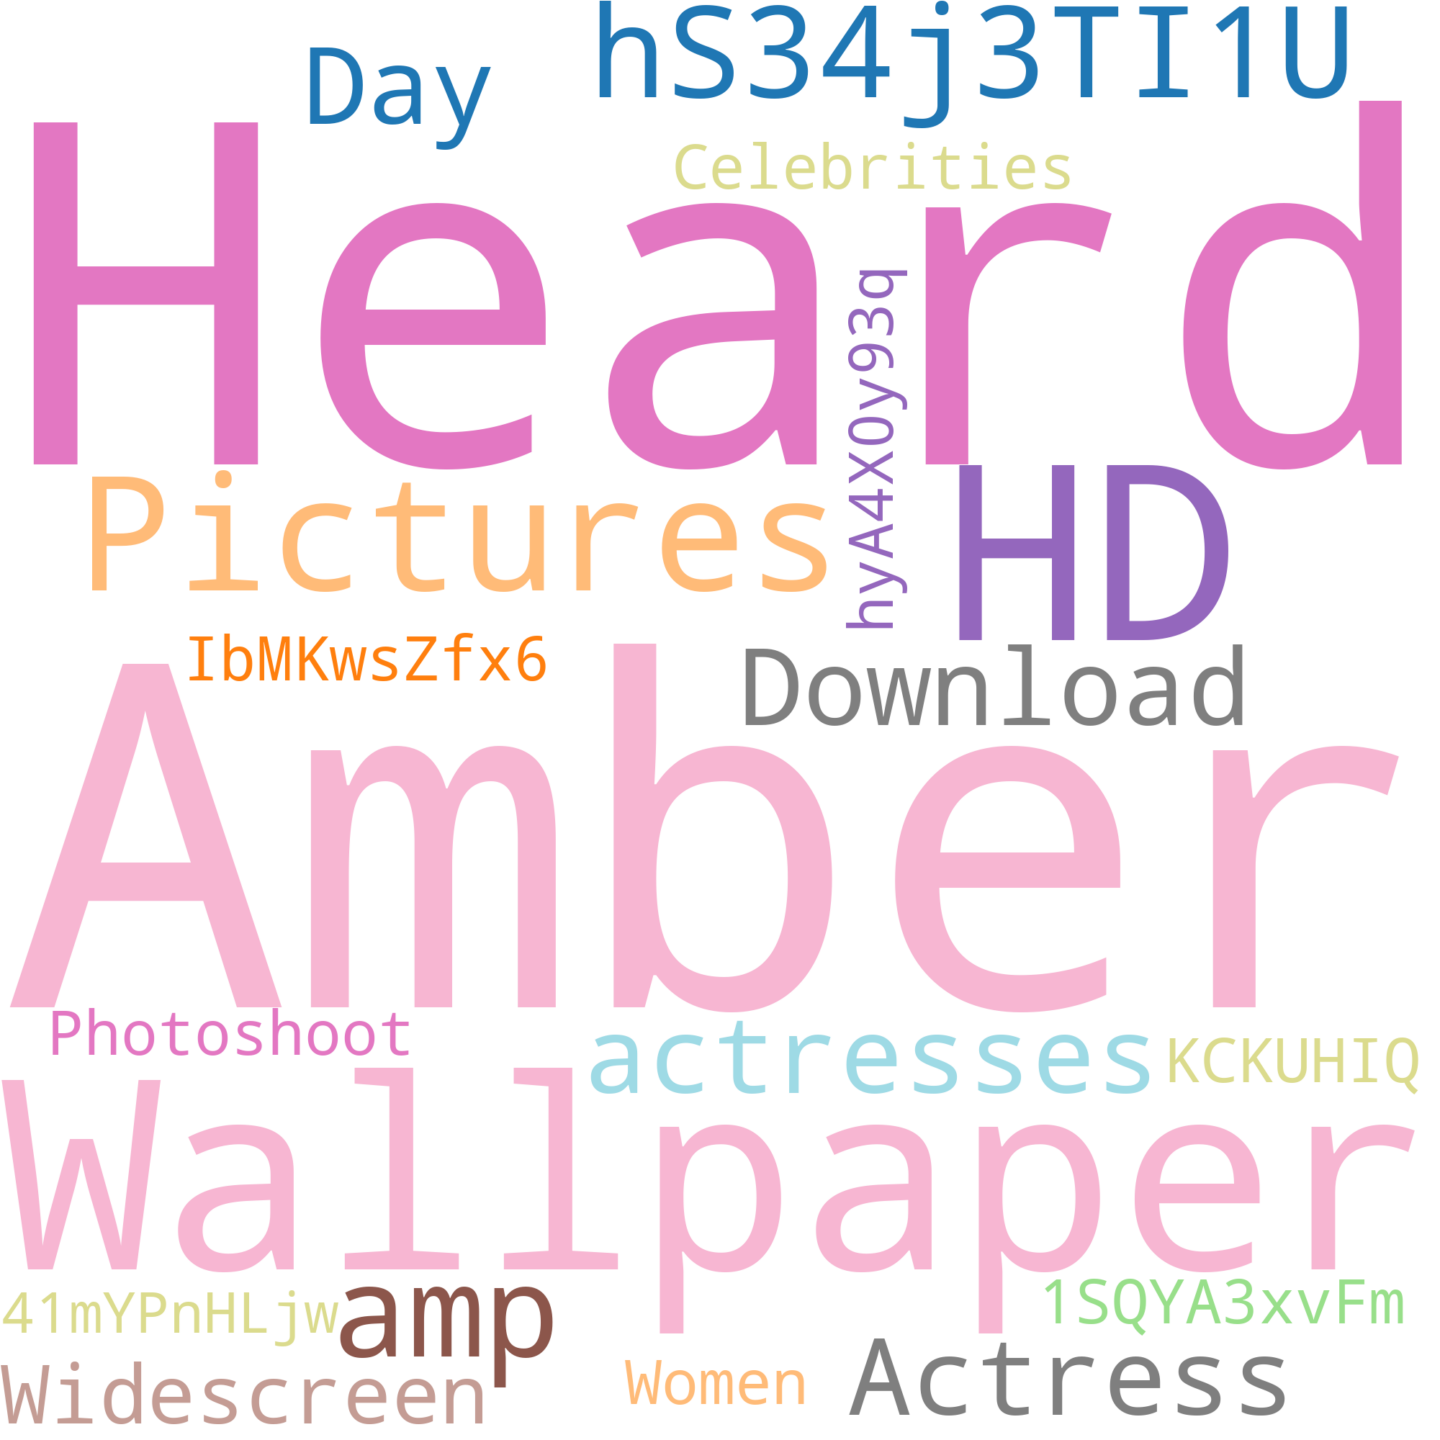 hS34j3TI1U
Day
Celebrities
Heard
hyA4X0y93q
Pictures
HD
IbMKwsZfx6
Download
Amber
Photoshoot
actresses
KCKUHIQ
Wallpaper
41mYPnHLjw
amp
1SQYA3xvFm
Widescreen
Women
Actress